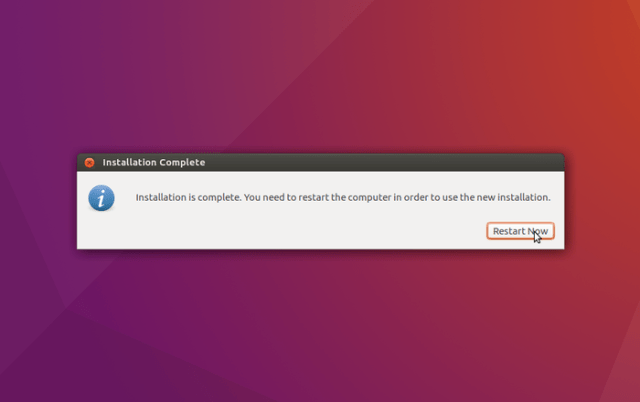 Installation Complete
Installation is complete. You need to restart the computer in order to use the new installation.
Restart Now